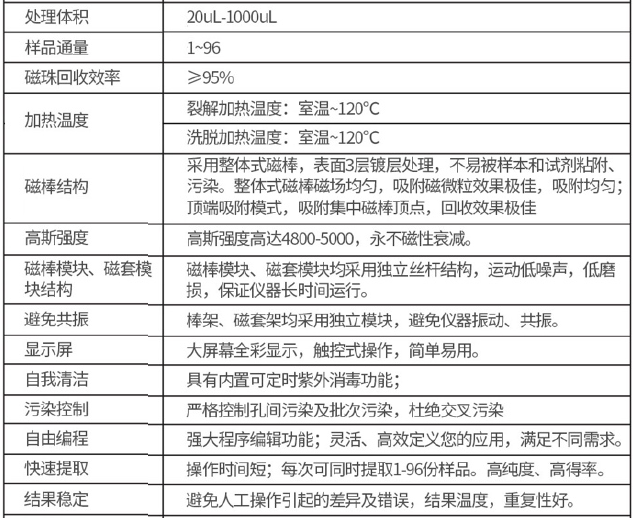 处理体积 20uL-1000uL
样品通量 1~96
磁珠回收效率 ≥95%
加热温度 裂解加热温度：室温~120℃
洗脱加热温度：室温~120℃
磁棒结构 采用整体式磁棒，表面3层镀层处理，不易被样本和试剂粘附、
污染。整体式磁棒磁场均匀，吸附磁微粒效果极佳，吸附均匀；
顶端吸附模式，吸附集中磁棒顶点，回收效果极佳
高斯强度 高斯强度高达4800-5000，永不磁性衰减。
磁棒模块、磁套模
块结构
磁棒模块、磁套模块均采用独立丝杆结构，运动低噪声，低磨
损，保证仪器长时间运行。
避免共振 棒架、磁套架均采用独立模块，避免仪器振动、共振。
显示屏 大屏幕全彩显示，触控式操作，简单易用。
自我清洁 具有内置可定时紫外消毒功能；
污染控制 严格控制孔间污染及批次污染，杜绝交叉污染
自由编程 强大程序编辑功能；灵活、高效定义您的应用，满足不同需求。
快速提取 操作时间短；每次可同时提取1-96份样品。高纯度、高得率。
结果稳定 避免人工操作引起的差异及错误，结果温度，重复性好。